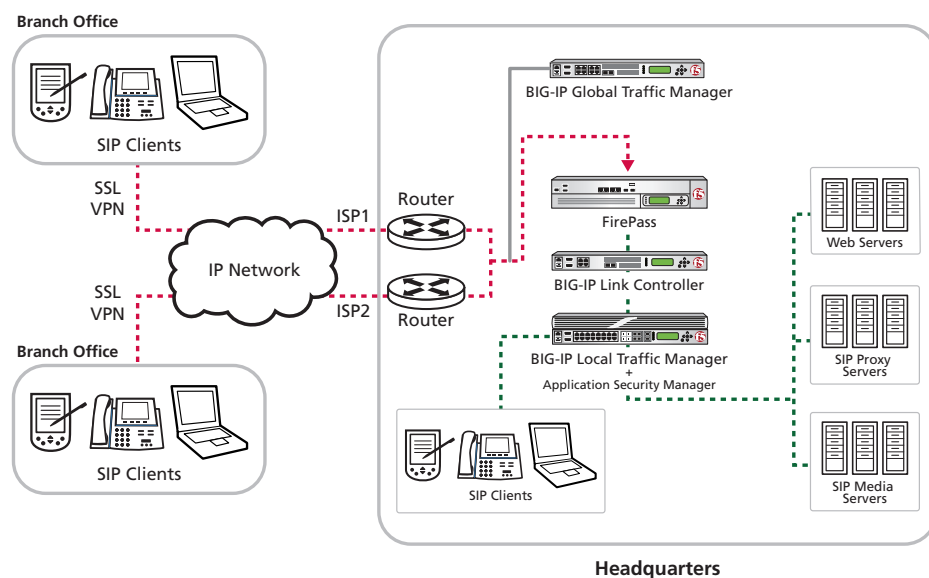 Branch Office
SIP Clients
SSL
VPN
IP Network
SSL
VPN
Branch Office
SIP Clients
ISP1
Router
ISP2
Router
BIG-IP Global Traffic Manager
FirePass
BIG-IP Link Controller
BIG-IP Local Traffic Manager
+
Application Security Manager
SIP Clients
Web Servers
SIP Proxy
Servers
SIP Media
Servers
Headquarters